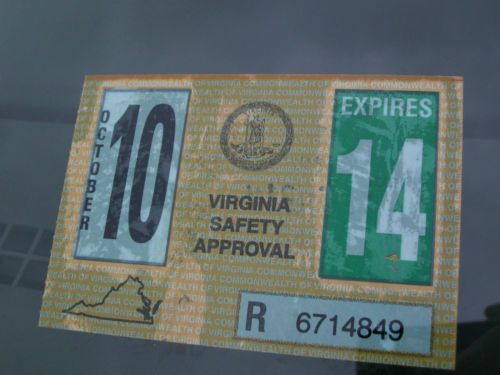 OCTOBER
10
VIRGINIA
SAFETY
APPROVAL
EXPIRES
14
R 6714849